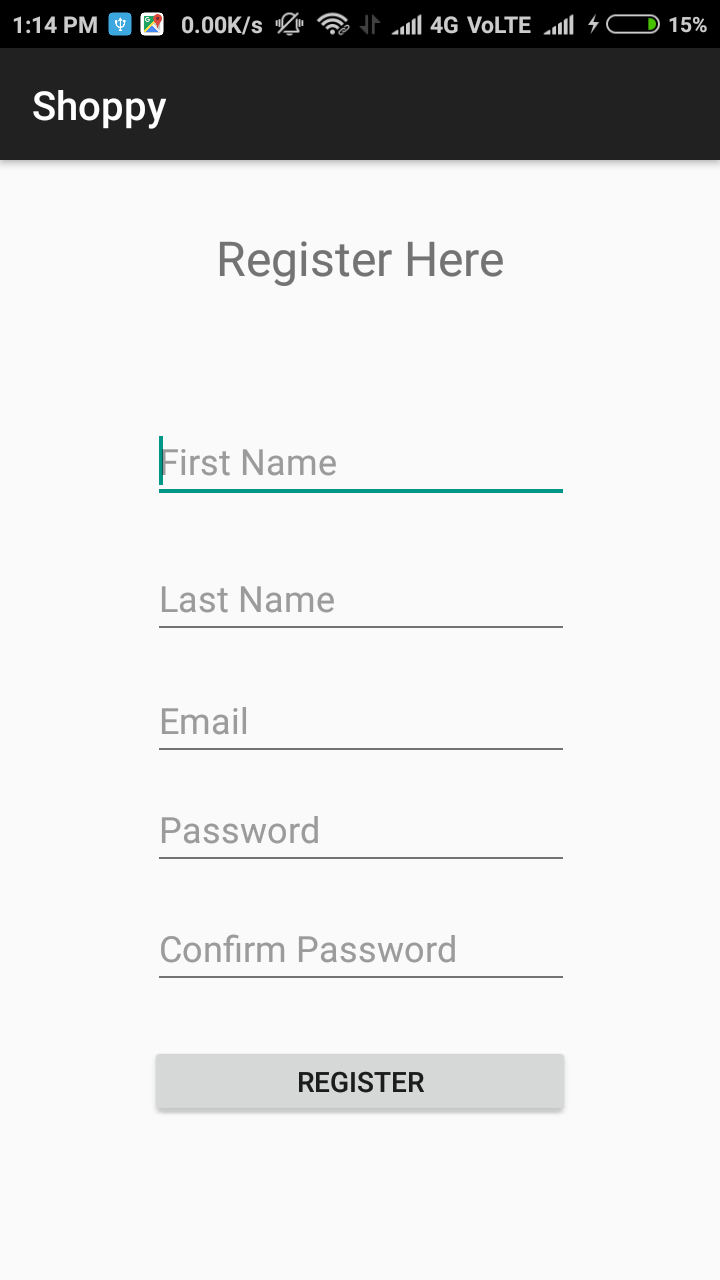 1:14 PM 0.00K/s 4G VoLTE 15%
Shoppy
Register Here
First Name
Last Name
Email
Password
Confirm Password
REGISTER